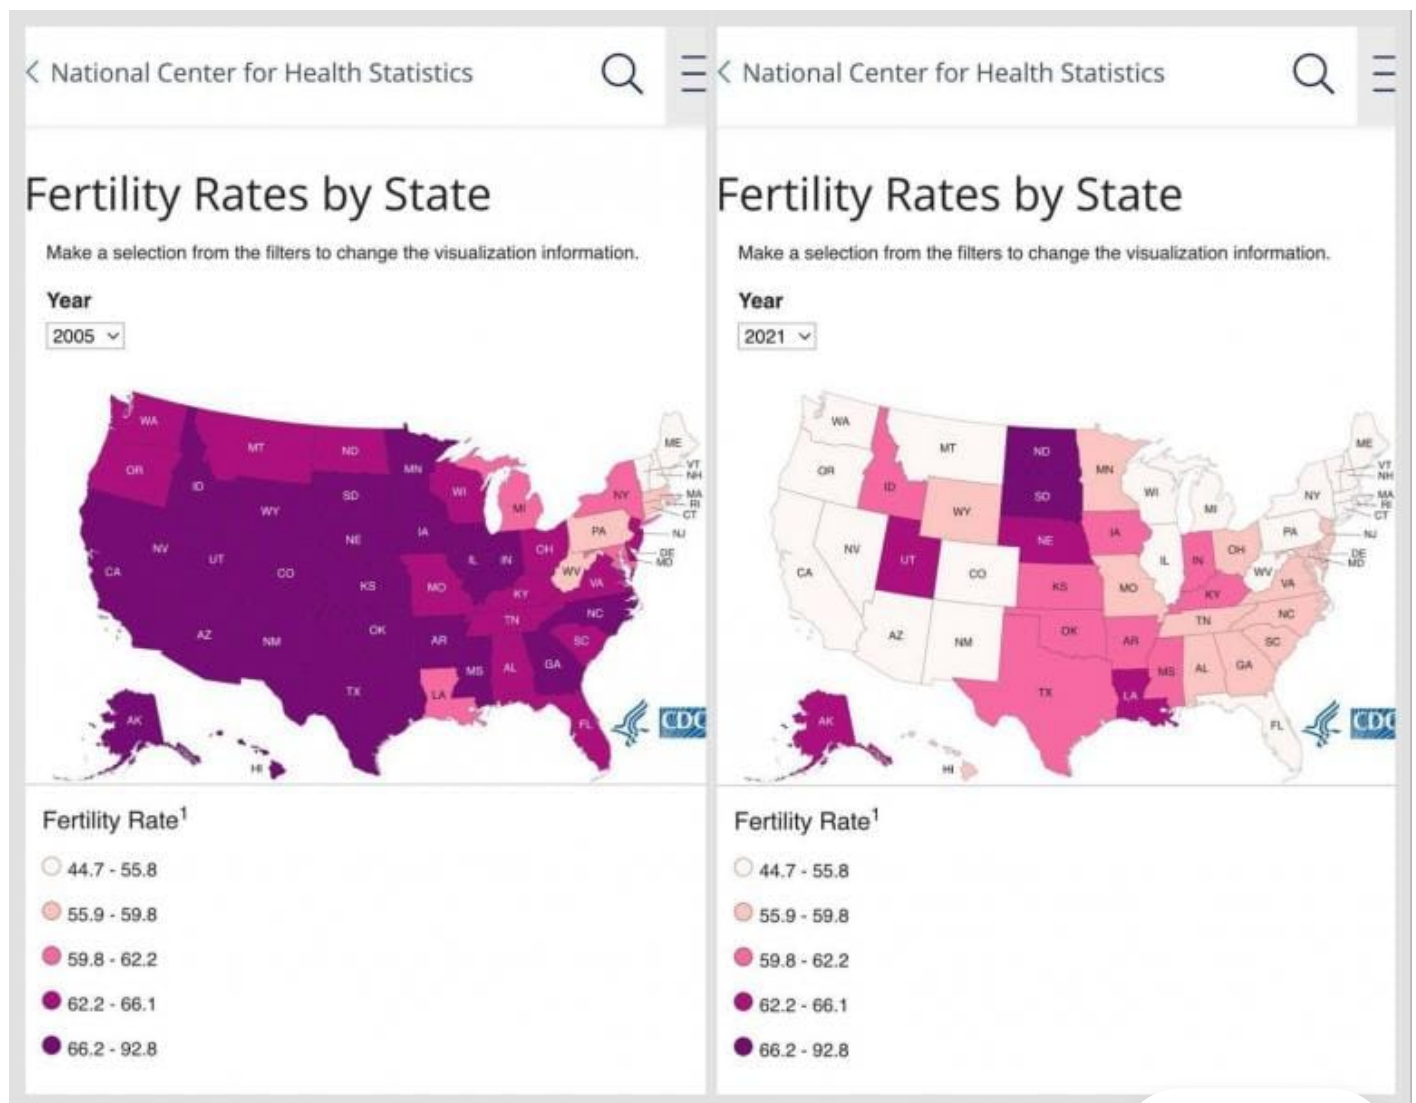 National Center for Health Statistics
Fertility Rates by State
Make a selection from the filters to change the visualization information.
Year
2005
WA
MT
ND
MN
OR
ID
SD
WI
MI
NY
ME
VT
NH
MA
RI
CT
WY
IA
PA
NJ
NV
UT
NE
IL
IN
OH
DE
MD
CA
CO
KS
MO
WV
VA
KY
AZ
NM
OK
AR
TN
NC
SC
TX
MS
AL
GA
LA
AK
HI
FL
CDC
Fertility Rate1
44.7 - 55.8
55.9 - 59.8
59.8 - 62.2
62.2 - 66.1
66.2 - 92.8
National Center for Health Statistics
Fertility Rates by State
Make a selection from the filters to change the visualization information.
Year
2021
WA
MT
ND
MN
OR
ID
SD
WI
MI
NY
ME
VT
NH
MA
RI
CT
WY
IA
PA
NJ
NV
UT
NE
IL
IN
OH
DE
MD
CA
CO
KS
MO
WV
VA
KY
AZ
NM
OK
AR
TN
NC
SC
TX
MS
AL
GA
LA
AK
HI
FL
CDC
Fertility Rate1
44.7 - 55.8
55.9 - 59.8
59.8 - 62.2
62.2 - 66.1
66.2 - 92.8